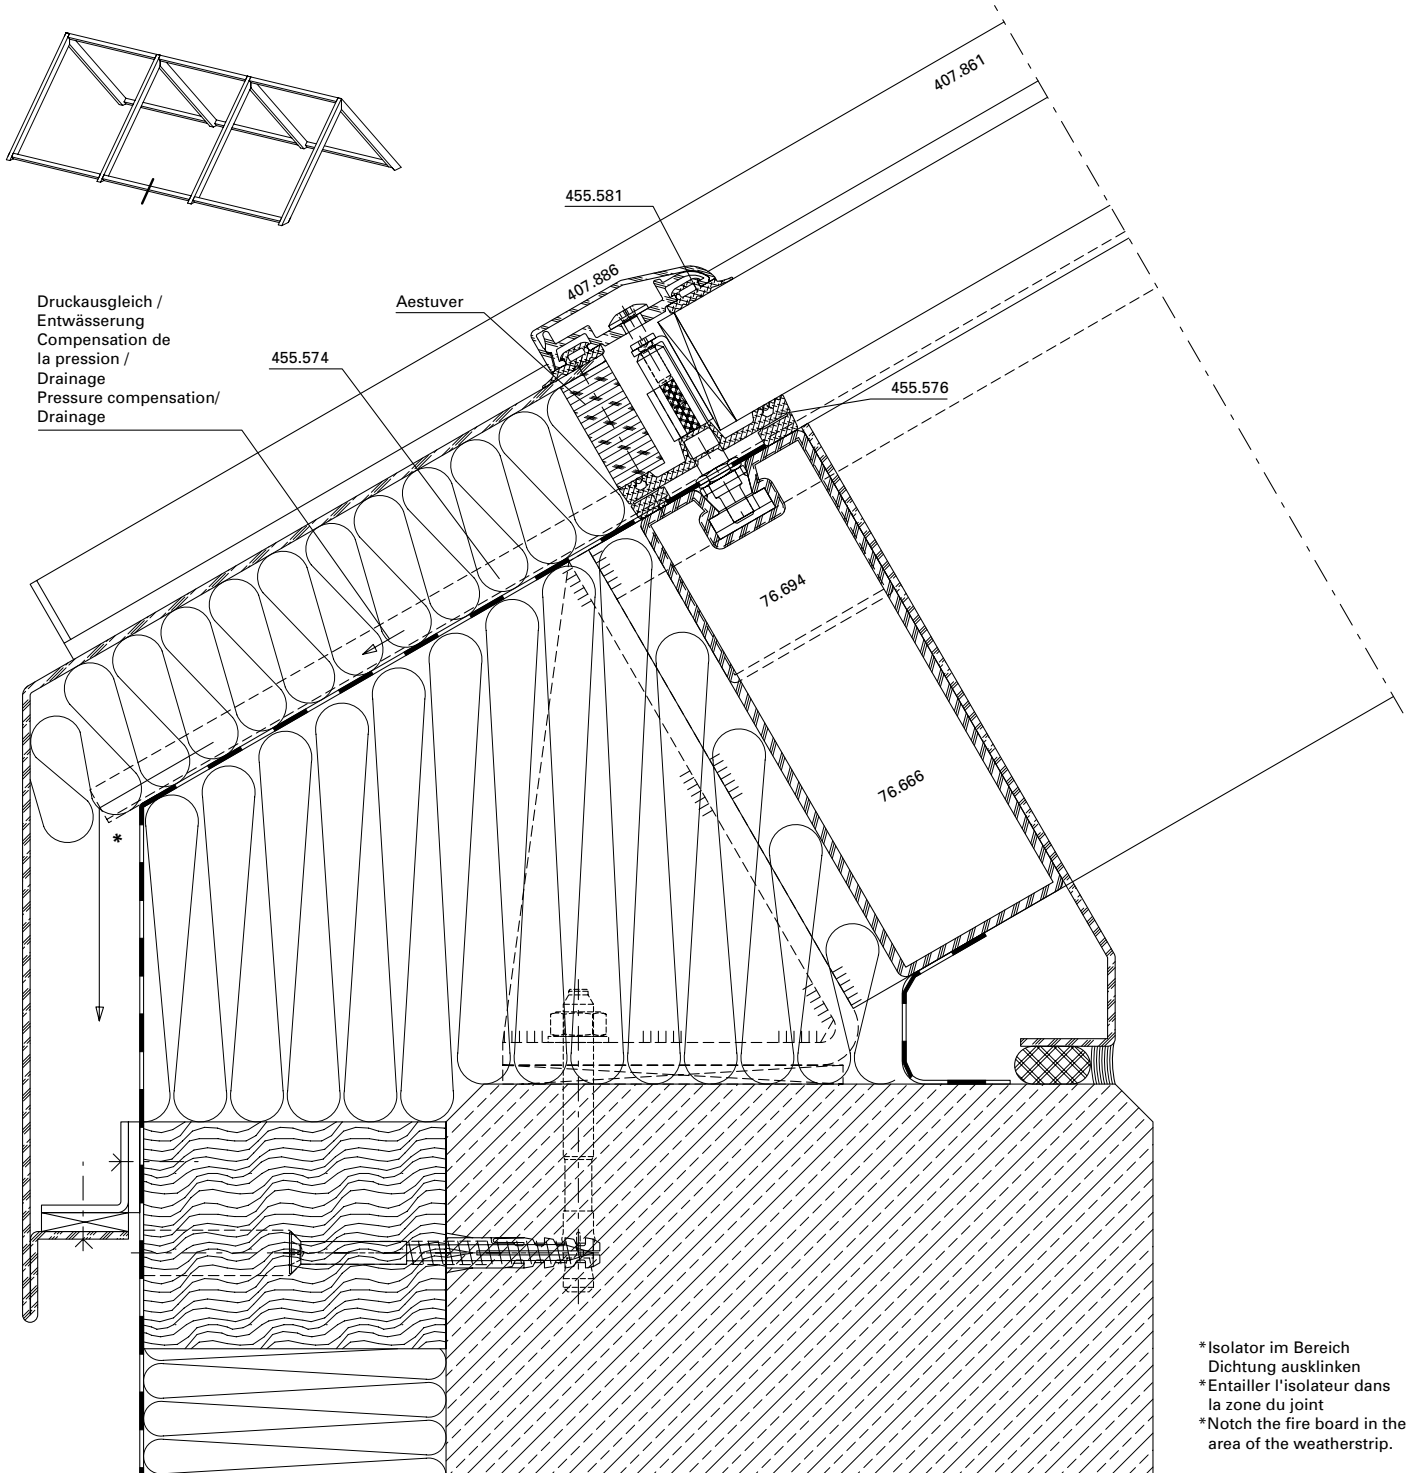 407.861
455.581
407.886
Druckausgleich /
Entwässerung
Compensation de
la pression /
Drainage
Pressure compensation/
Drainage
Aestuver
455.574
455.576
76.694
76.666
*
*Isolator im Bereich
Dichtung ausklinken
*Entailler l'isolateur dans
la zone du joint
*Notch the fire board in the
area of the weatherstrip.